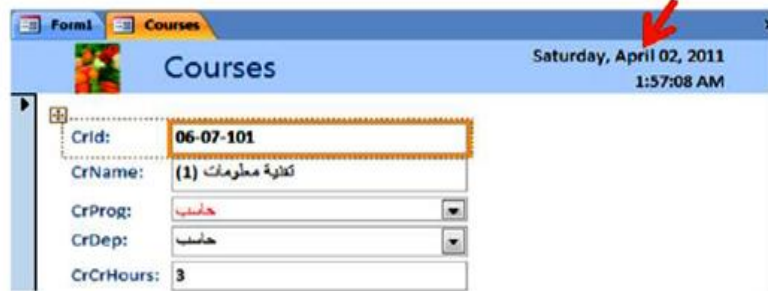 Form1 Courses
Courses
Saturday, April 02, 2011
1:57:08 AM
CrId: 06-07-101
CrName: تقنية معلومات (1)
CrProg: حاسب
CrDep: حاسب
CrCrHours: 3